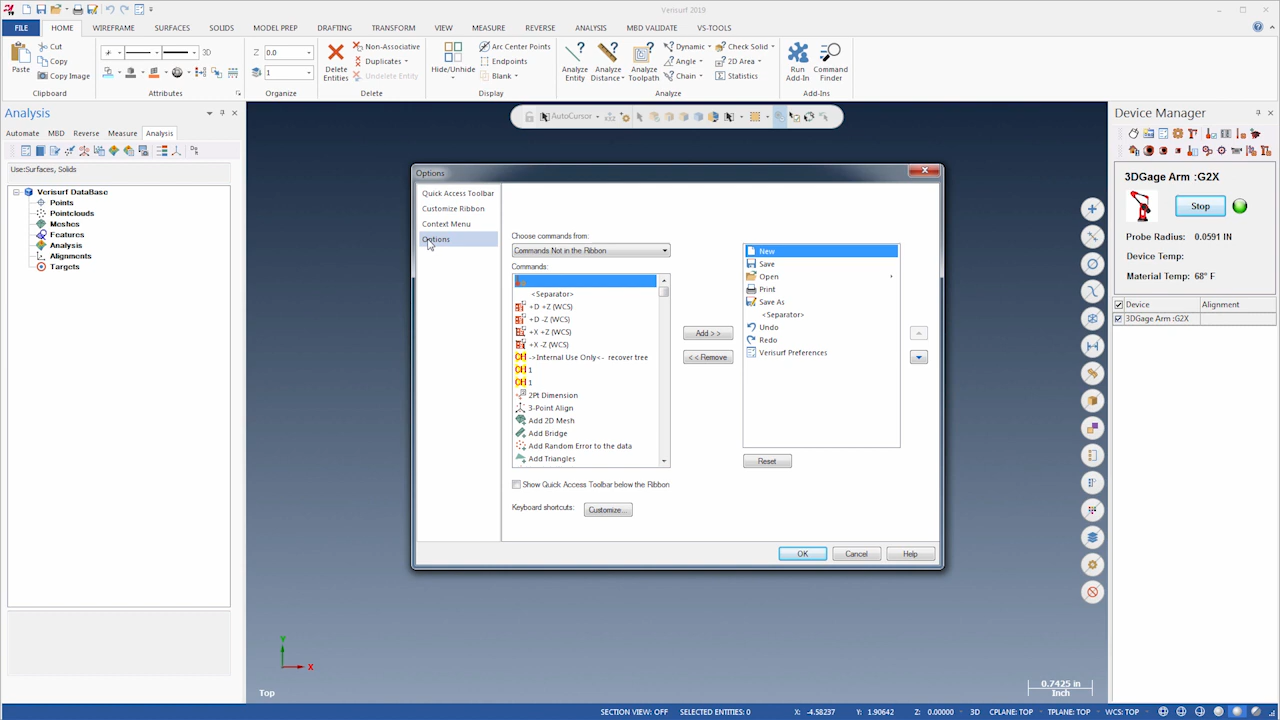 Verisurf 2019
FILE HOME WIREFRAME SURFACES SOLIDS MODEL PREP DRAFTING TRANSFORM VIEW MEASURE REVERSE ANALYSIS MBD VALIDATE VS-TOOLS
Paste
Cut
Copy
Copy Image
Clipboard
3D
Attributes
Z 0.0
1
Organize
Delete Entities
Non-Associative
Duplicates
Undelete Entity
Delete
Hide/Unhide
Arc Center Points
Endpoints
Blank
Display
Analyze Entity
Analyze Distance
Analyze Toolpath
Dynamic
Angle
Chain
Check Solid
2D Area
Statistics
Analyze
Run Add-In
Command Finder
Add-Ins
AutoCursor
Analysis
Automate MBD Reverse Measure Analysis
Use:Surfaces, Solids
Verisurf DataBase
Points
Pointclouds
Meshes
Features
Analysis
Alignments
Targets
Options
Quick Access Toolbar
Customize Ribbon
Context Menu
Options
Choose commands from:
Commands Not in the Ribbon
Commands:
<Separator>
+D +Z (WCS)
+D -Z (WCS)
+X +Z (WCS)
+X -Z (WCS)
CH ->Internal Use Only<- recover tree
CH 1
CH 1
2Pt Dimension
3-Point Align
Add 2D Mesh
Add Bridge
Add Random Error to the data
Add Triangles
Add > >
< < Remove
New
Save
Open
Print
Save As
<Separator>
Undo
Redo
Verisurf Preferences
Reset
Show Quick Access Toolbar below the Ribbon
Keyboard shortcuts: Customize...
OK Cancel Help
Device Manager
3DGage Arm :G2X
Stop
Probe Radius: 0.0591 IN
Device Temp:
Material Temp: 68° F
Device Alignment
3DGage Arm :G2X
Y
X
Top
0.7425 in
Inch
SECTION VIEW: OFF SELECTED ENTITIES: 0 X: -4.58237 Y: 1.90642 Z: 0.00000 3D CPLANE: TOP TPLANE: TOP WCS: TOP